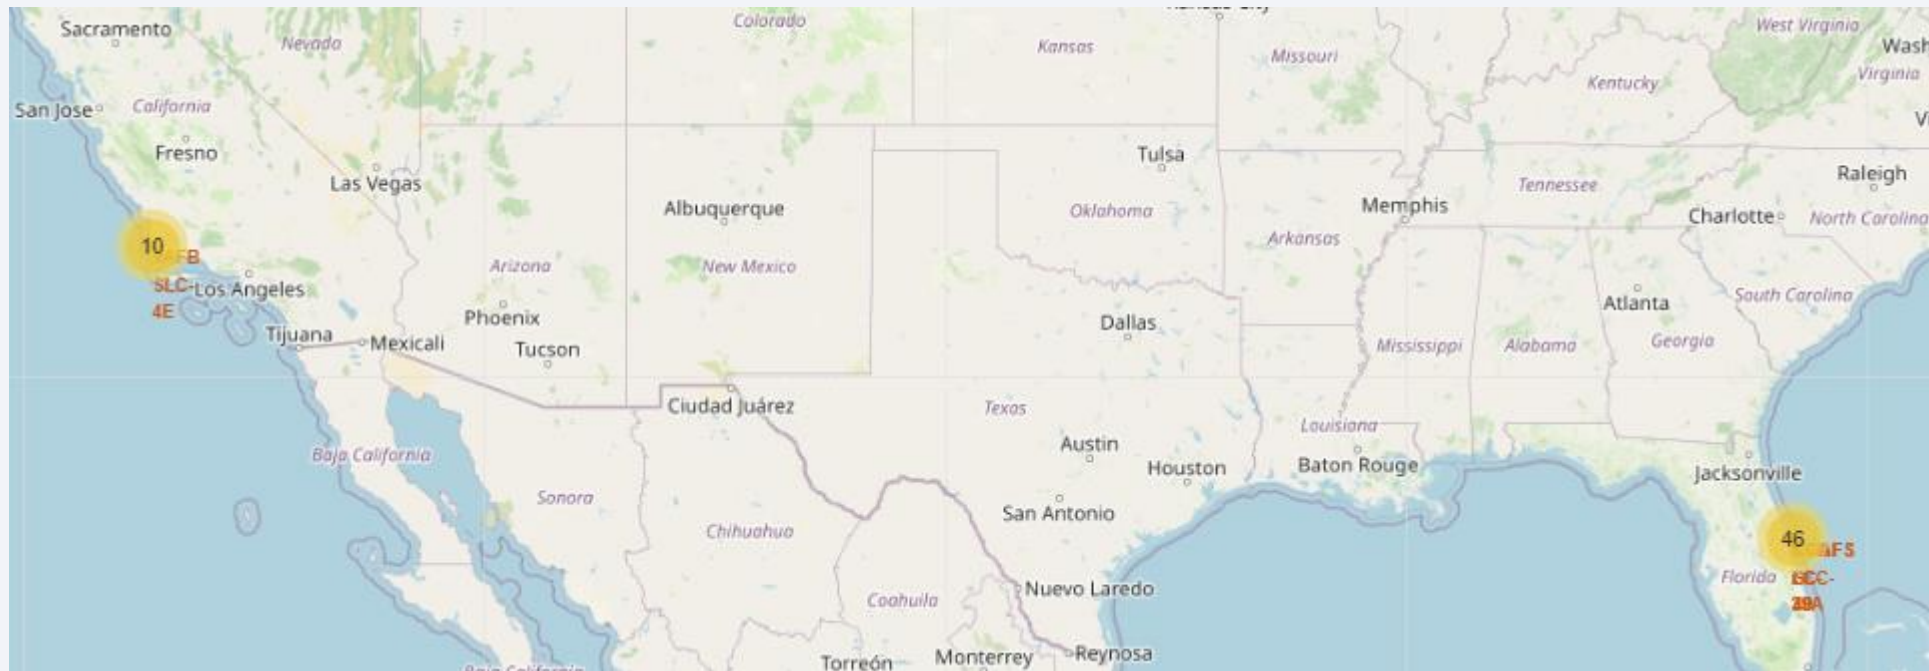 Sacramento
Nevada
Colorado
Kansas
Missouri
West Virginia
Kentucky
Virginia
San Jose
California
Fresno
Las Vegas
Tulsa
Tennessee
Raleigh
Albuquerque
Oklahoma
Memphis
Charlotte
North Carolina
10
Arizona
New Mexico
Arkansas
SLC-
4E
Los Angeles
Phoenix
Dallas
Atlanta
South Carolina
Tijuana
Mexicali
Tucson
Mississippi
Alabama
Georgia
Ciudad Juárez
Texas
Louisiana
Austin
Baja California
Houston
Baton Rouge
Jacksonville
Sonora
San Antonio
Chihuahua
46
Florida
Nuevo Laredo
Coahuila
Torreón
Monterrey
Reynosa